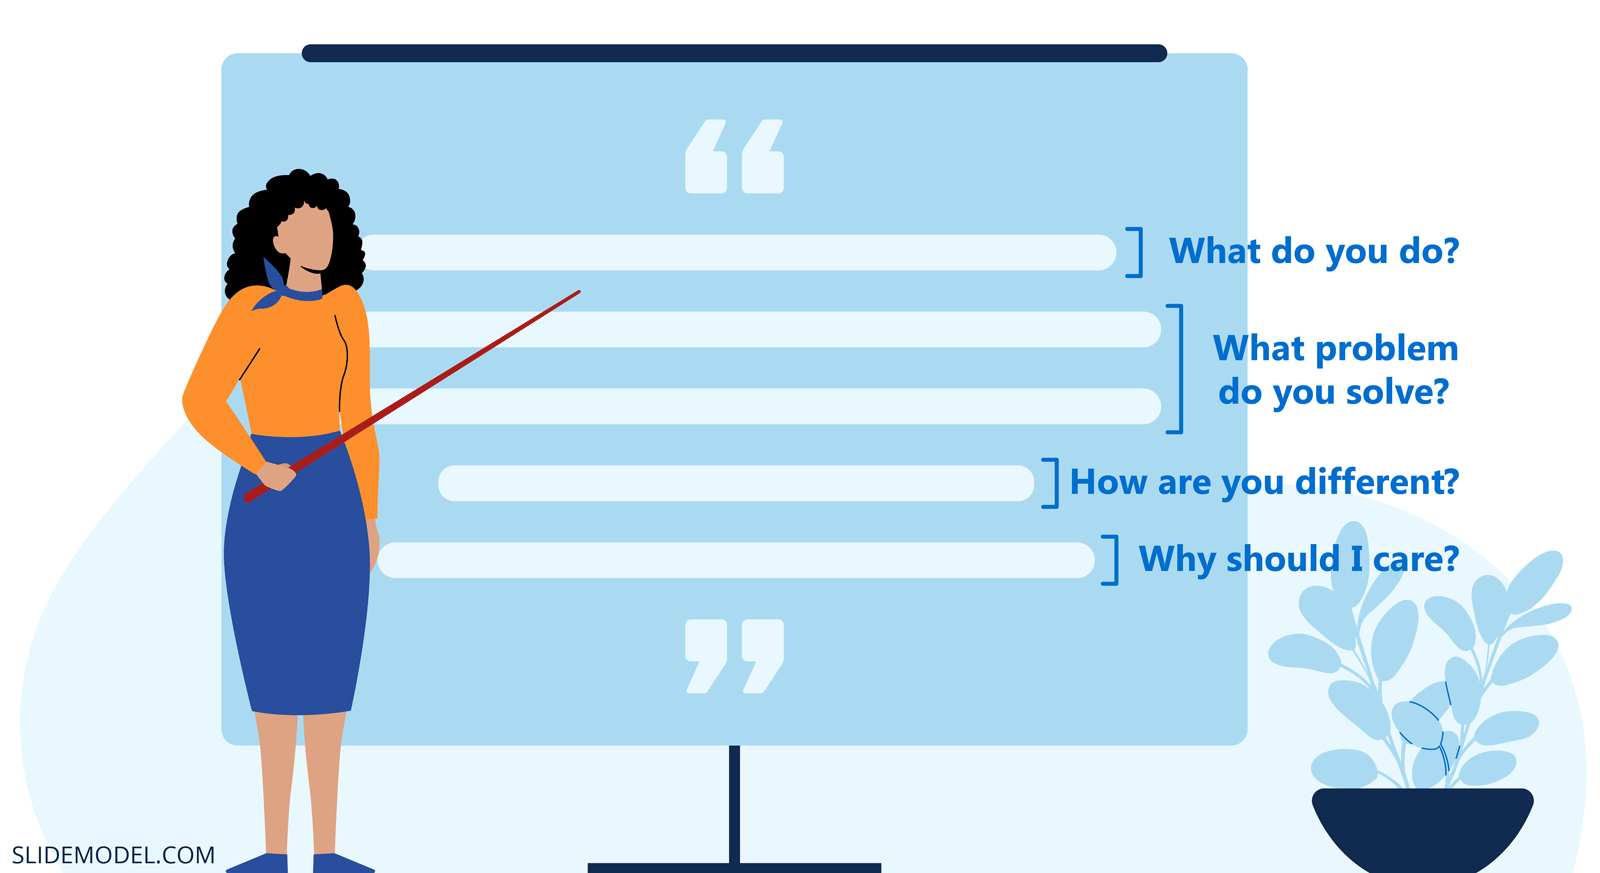 What do you do?
What problem
do you solve?
How are you different?
Why should I care?
SLIDEMODEL.COM